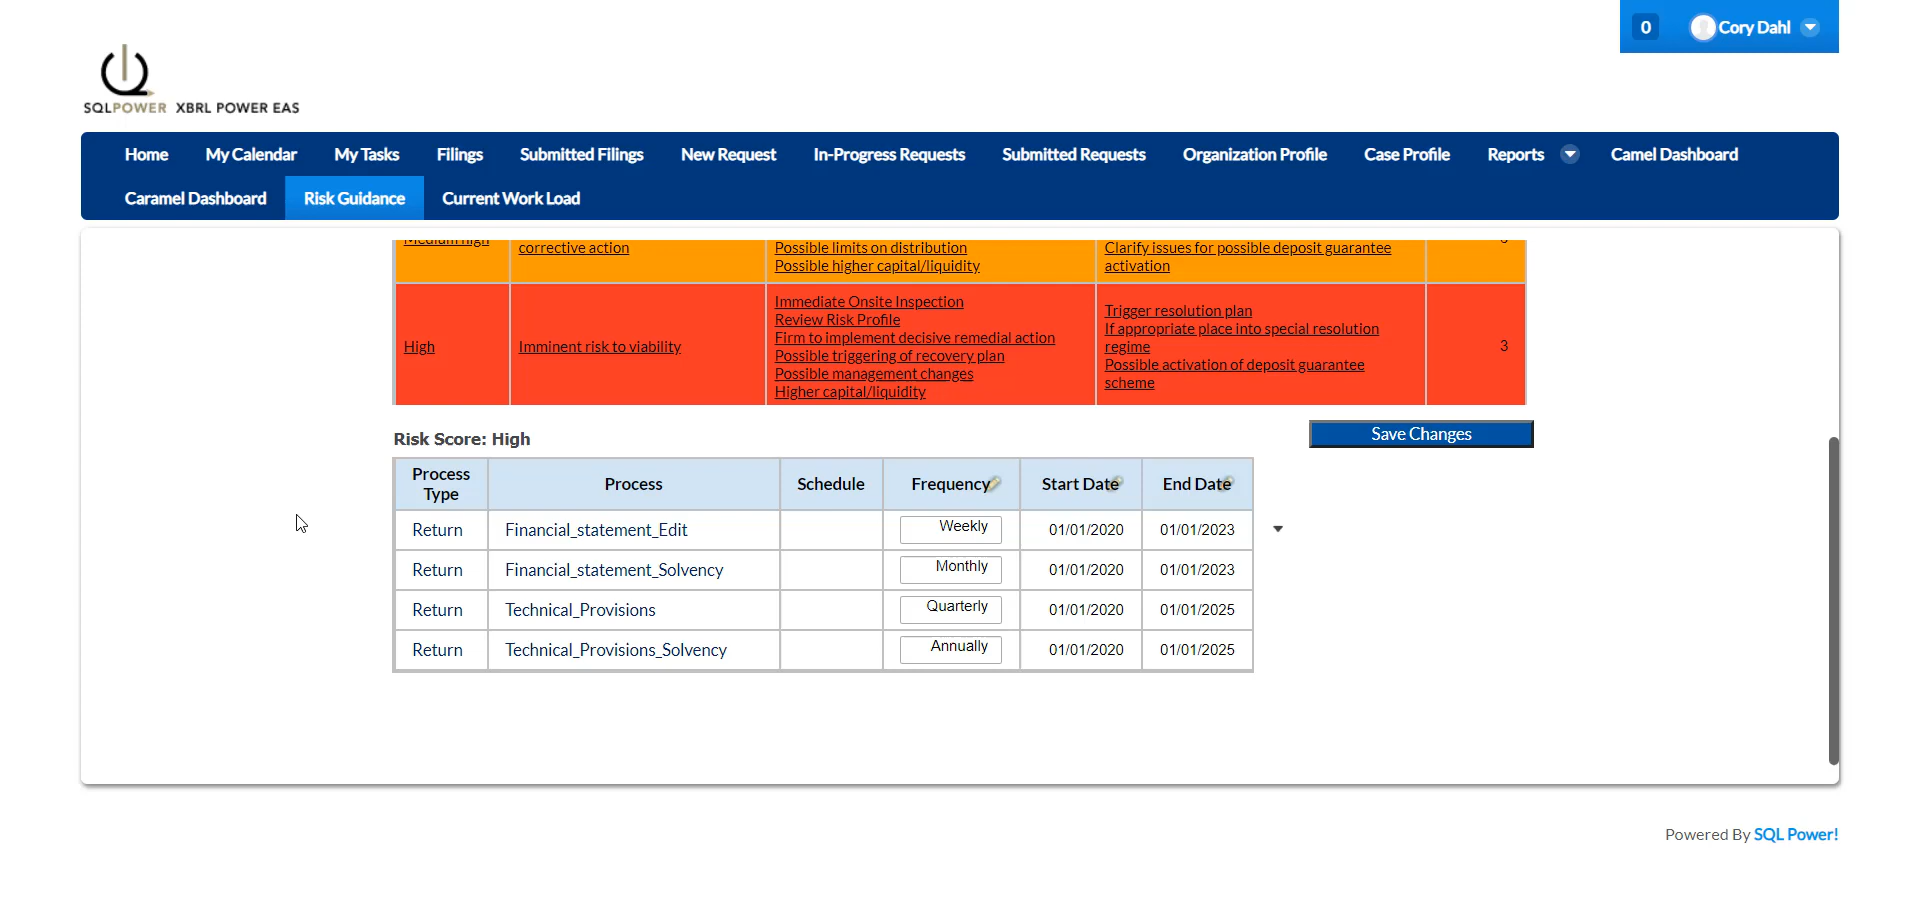 0
Cory Dahl
SQLPOWER XBRL POWER EAS
Home My Calendar My Tasks Filings Submitted Filings New Request In-Progress Requests Submitted Requests Organization Profile Case Profile Reports Camel Dashboard
Caramel Dashboard Risk Guidance Current Work Load
Medium high
corrective action
Possible limits on distribution
Possible higher capital/liquidity
Clarify issues for possible deposit guarantee
activation
High
Imminent risk to viability
Immediate Onsite Inspection
Review Risk Profile
Firm to implement decisive remedial action
Possible triggering of recovery plan
Possible management changes
Higher capital/liquidity
Trigger resolution plan
If appropriate place into special resolution
regime
Possible activation of deposit guarantee
scheme
3
Risk Score: High
Save Changes
Process
Type
Process
Schedule
Frequency
Start Date
End Date
Return Financial_statement_Edit Weekly 01/01/2020 01/01/2023
Return Financial_statement_Solvency Monthly 01/01/2020 01/01/2023
Return Technical_Provisions Quarterly 01/01/2020 01/01/2025
Return Technical_Provisions_Solvency Annually 01/01/2020 01/01/2025
Powered By SQL Power!